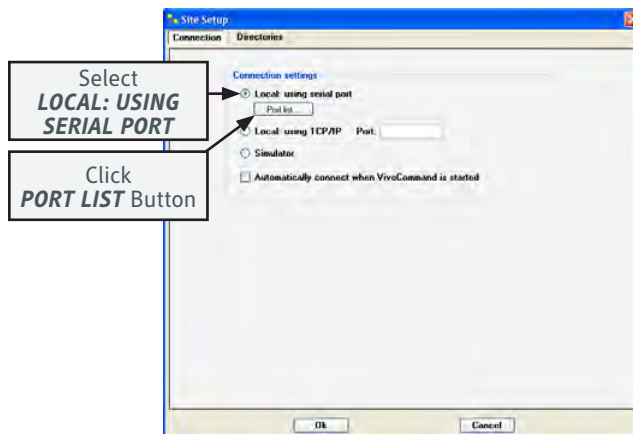 Site Setup
Connection Directories
Connection settings
Select
LOCAL: USING
SERIAL PORT
Local: using serial port
Port list...
Local: using TCP/IP Port:
Simulator
Click
PORT LIST Button
Automatically connect when VivoCommand is started
Ok Cancel